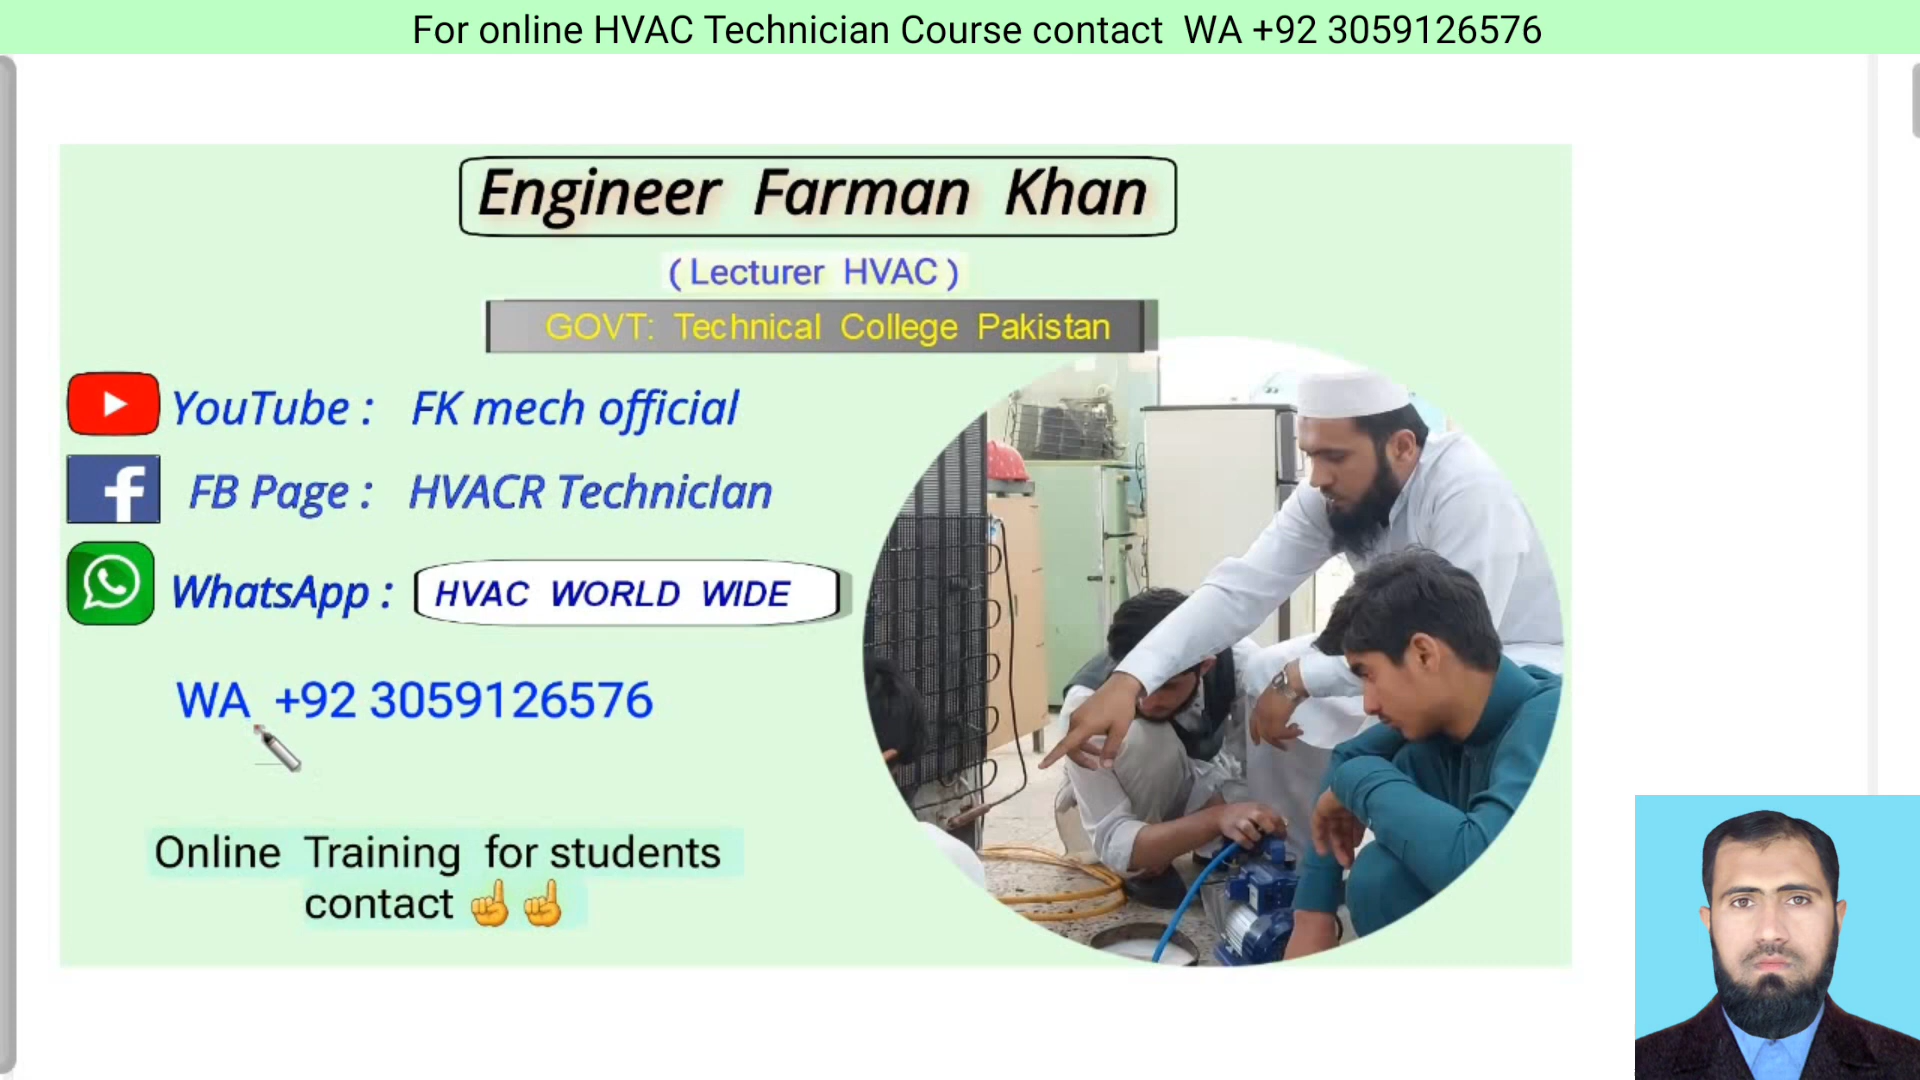 For online HVAC Technician Course contact WA +92 3059126576
Engineer Farman Khan
( Lecturer HVAC )
GOVT: Technical College Pakistan
YouTube : FK mech official
FB Page : HVACR TechnicIan
WhatsApp : HVAC WORLD WIDE
WA +92 3059126576
Online Training for students
contact ☝️☝️